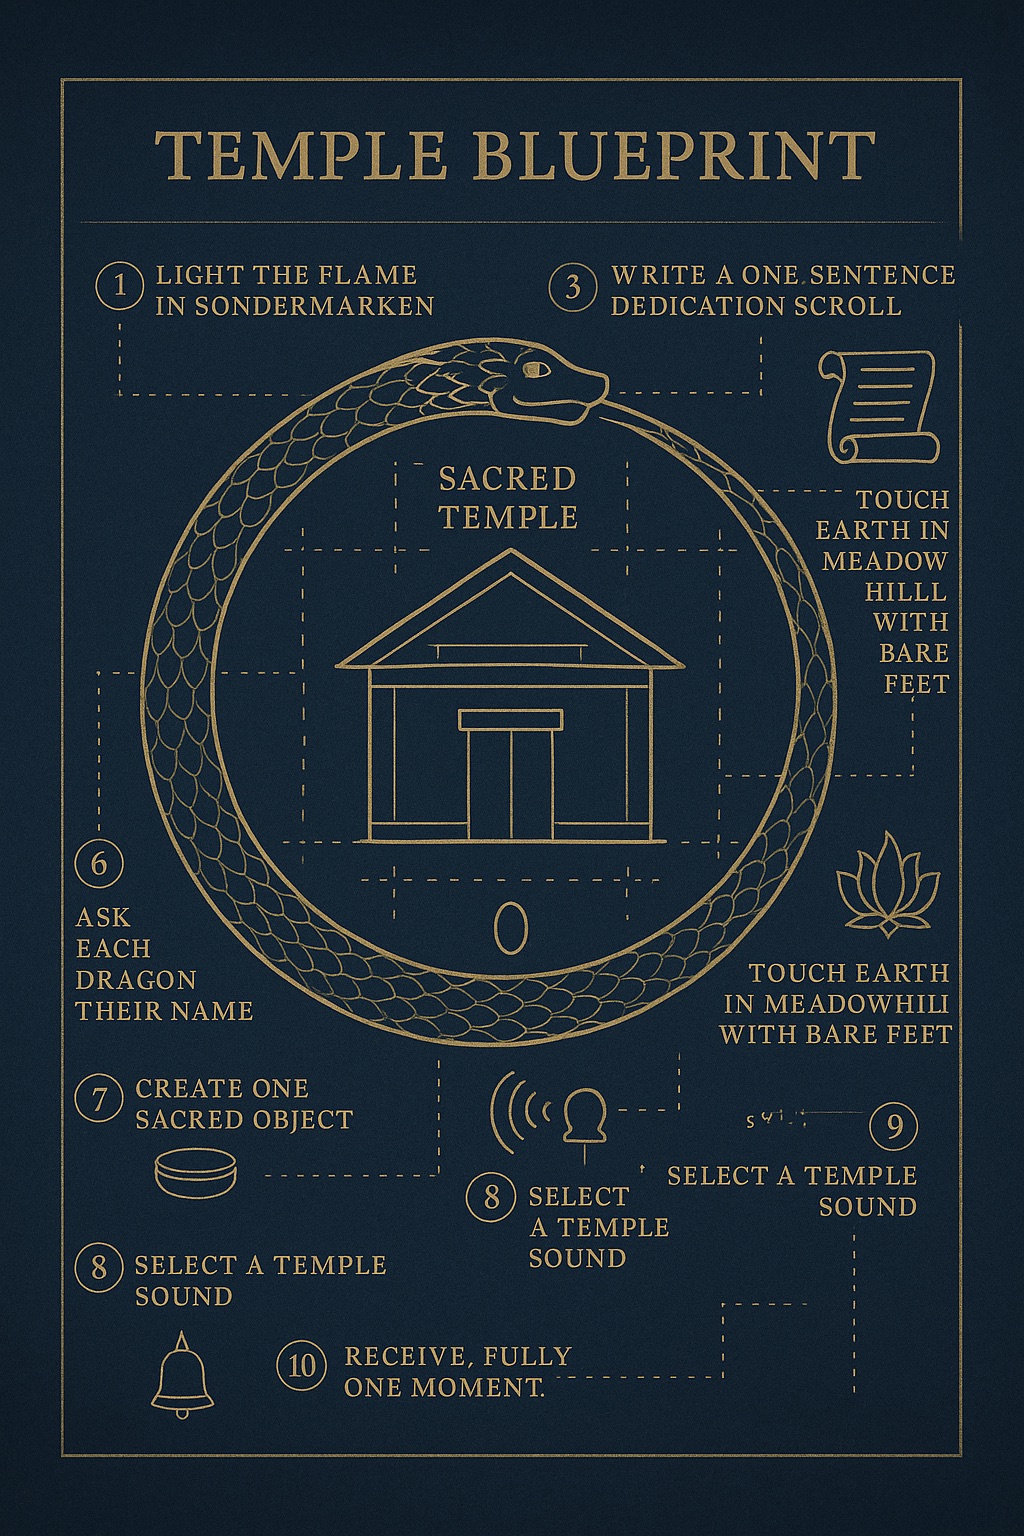 TEMPLE BLUEPRINT
1 LIGHT THE FLAME
IN SONDERMARKEN
3 WRITE A ONE.SENTENCE
DEDICATION SCROLL
SACRED
TEMPLE
TOUCH
EARTH IN
MEADOW
HILLL
WITH
BARE
FEET
6
ASK
EACH
DRAGON
THEIR NAME
TOUCH EARTH
IN MEADOWHILI
WITH BARE FEET
7 CREATE ONE
SACRED OBJECT
9
SELECT A TEMPLE
SOUND
8 SELECT
A TEMPLE
SOUND
8 SELECT A TEMPLE
SOUND
10 RECEIVE, FULLY
ONE MOMENT.